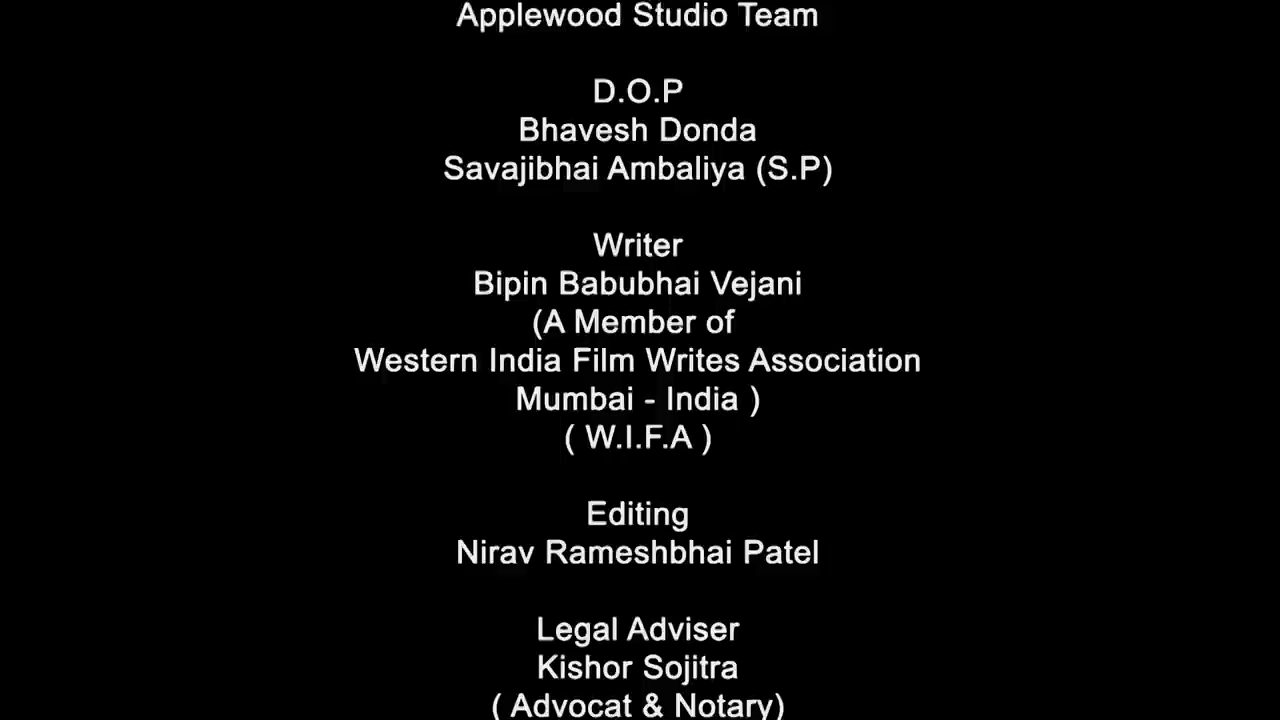 Applewood Studio Team
D.O.P
Bhavesh Donda
Savajibhai Ambaliya (S.P)
Writer
Bipin Babubhai Vejani
(A Member of
Western India Film Writes Association
Mumbai - India )
( W.I.F.A )
Editing
Nirav Rameshbhai Patel
Legal Adviser
Kishor Sojitra
( Advocat & Notary)